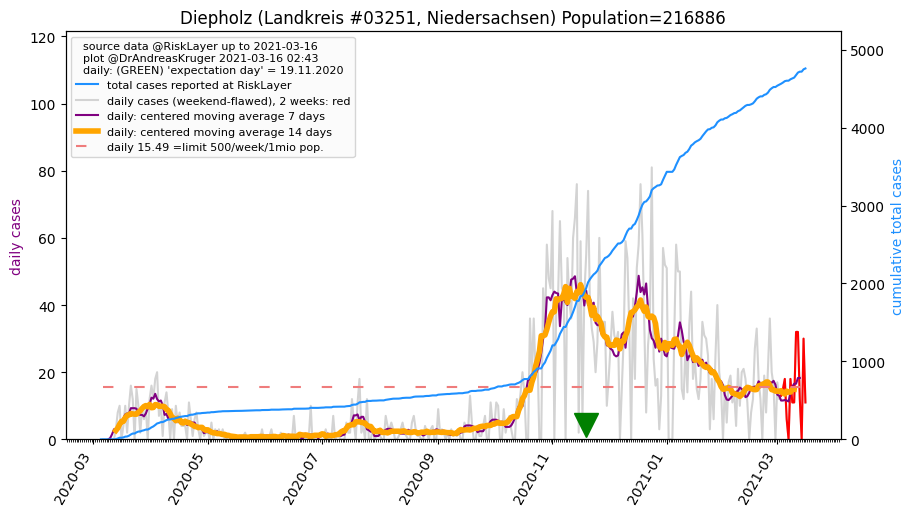 Diepholz (Landkreis #03251, Niedersachsen) Population=216886
source data @RiskLayer up to 2021-03-16
plot @DrAndreasKruger 2021-03-16 02:43
daily: (GREEN) 'expectation day' = 19.11.2020
total cases reported at RiskLayer
daily cases (weekend-flawed), 2 weeks: red
daily: centered moving average 7 days
daily: centered moving average 14 days
daily 15.49 =limit 500/week/1mio pop.
daily cases
120
100
80
60
40
20
0
5000
4000
3000
2000
1000
0
cumulative total cases
2020-03
2020-05
2020-07
2020-09
2020-11
2021-01
2021-03